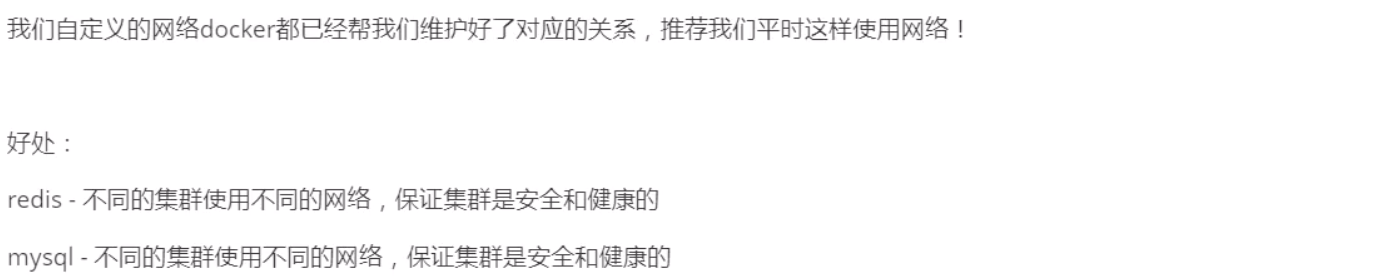 我们自定义的网络docker都已经帮我们维护好了对应的关系，推荐我们平时这样使用网络！
好处：
redis - 不同的集群使用不同的网络，保证集群是安全和健康的
mysql - 不同的集群使用不同的网络，保证集群是安全和健康的